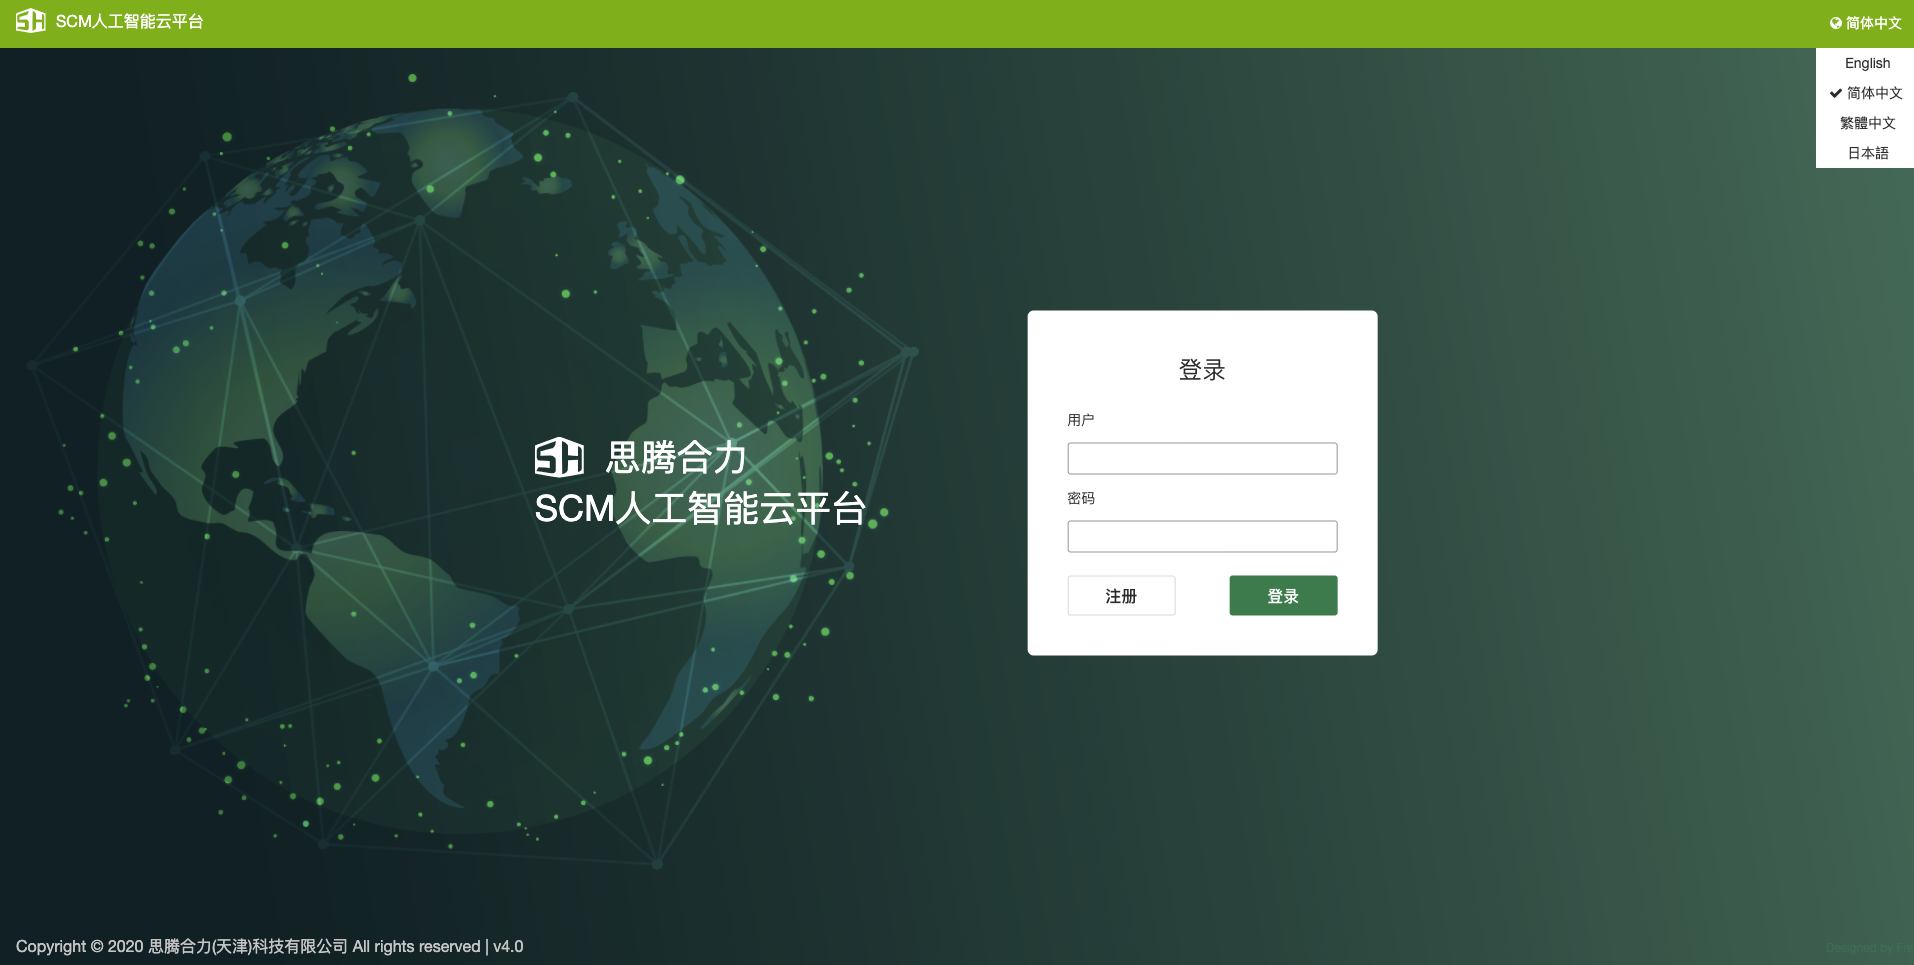 SCM人工智能云平台
简体中文
English
简体中文
繁體中文
日本語
登录
用户
密码
注册
登录
思腾合力
SCM人工智能云平台
Copyright © 2020 思腾合力(天津)科技有限公司 All rights reserved | v4.0
Designed by